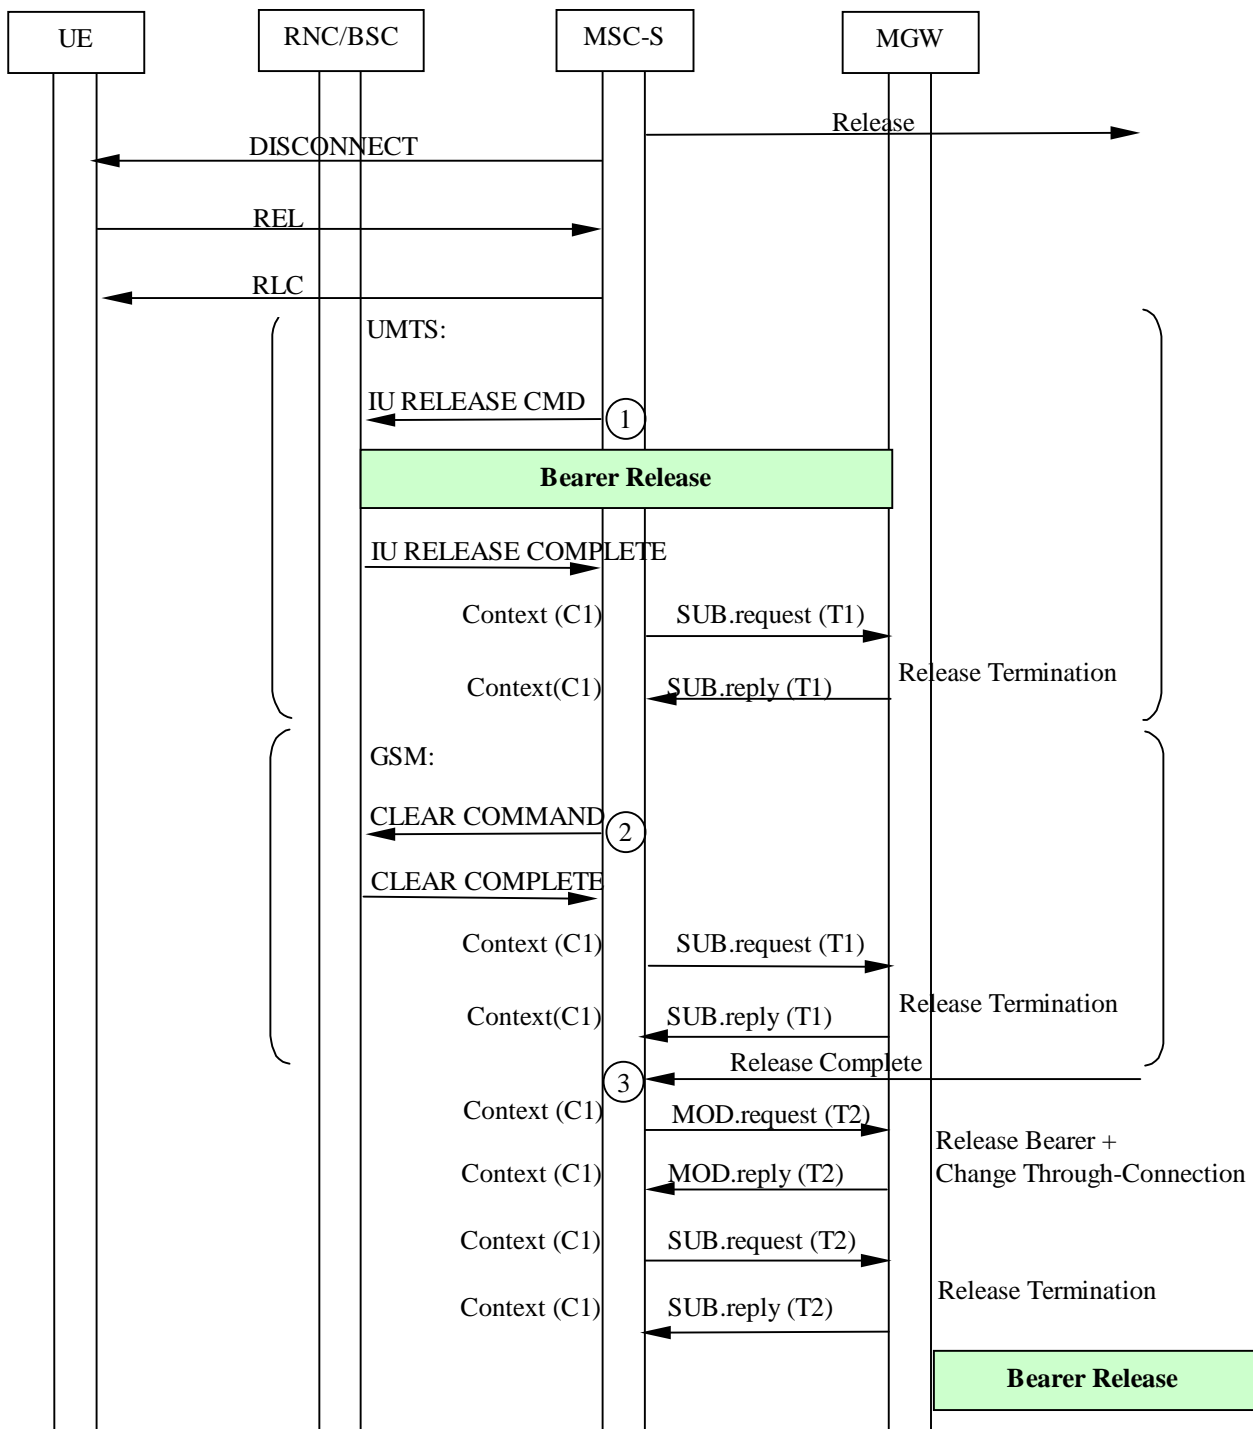 UE
RNC/BSC
MSC-S
MGW
Release
DISCONNECT
REL
RLC
UMTS:
IU RELEASE CMD
1
Bearer Release
IU RELEASE COMPLETE
Context (C1)
SUB.request (T1)
Release Termination
Context(C1)
SUB.reply (T1)
GSM:
CLEAR COMMAND
2
CLEAR COMPLETE
Context (C1)
SUB.request (T1)
Release Termination
Context(C1)
SUB.reply (T1)
Release Complete
3
Context (C1)
MOD.request (T2)
Release Bearer +
Change Through-Connection
Context (C1)
MOD.reply (T2)
Context (C1)
SUB.request (T2)
Release Termination
Context (C1)
SUB.reply (T2)
Bearer Release